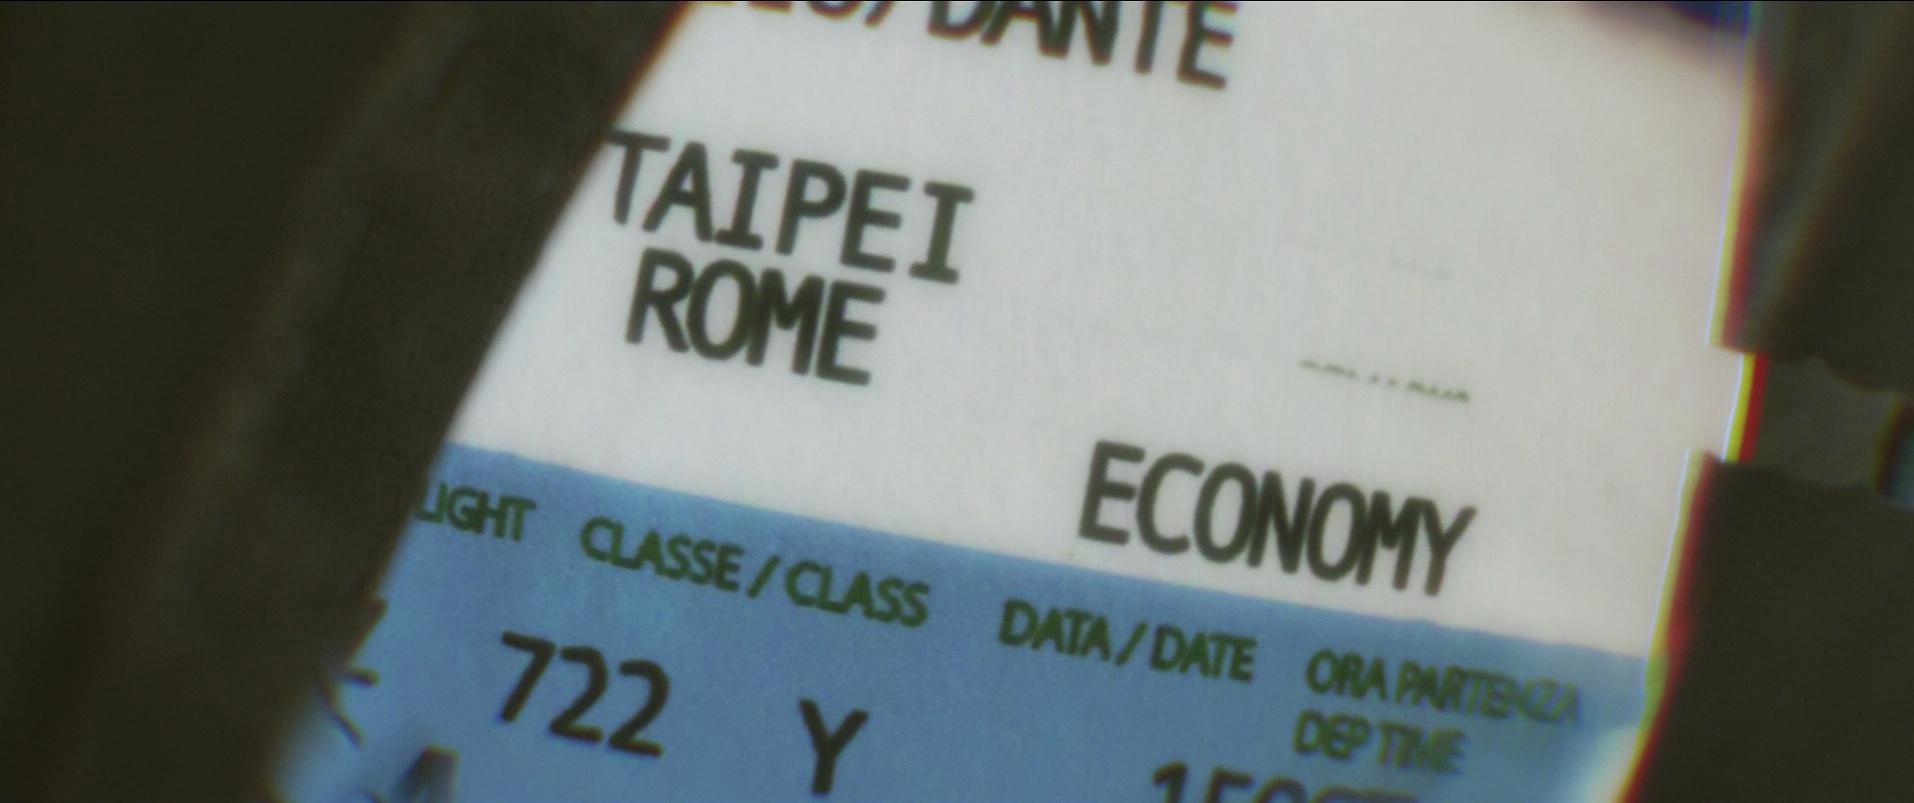 /DANTE
TAIPEI
ROME
ECONOMY
LIGHT CLASSE / CLASS DATA / DATE ORA PARTENZA
DEP TIME
722 Y